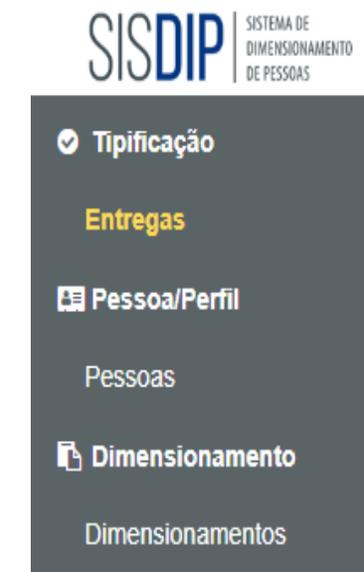 SISDIP
SISTEMA DE
DIMENSIONAMENTO
DE PESSOAS
Tipificação
Entregas
Pessoa/Perfil
Pessoas
Dimensionamento
Dimensionamentos